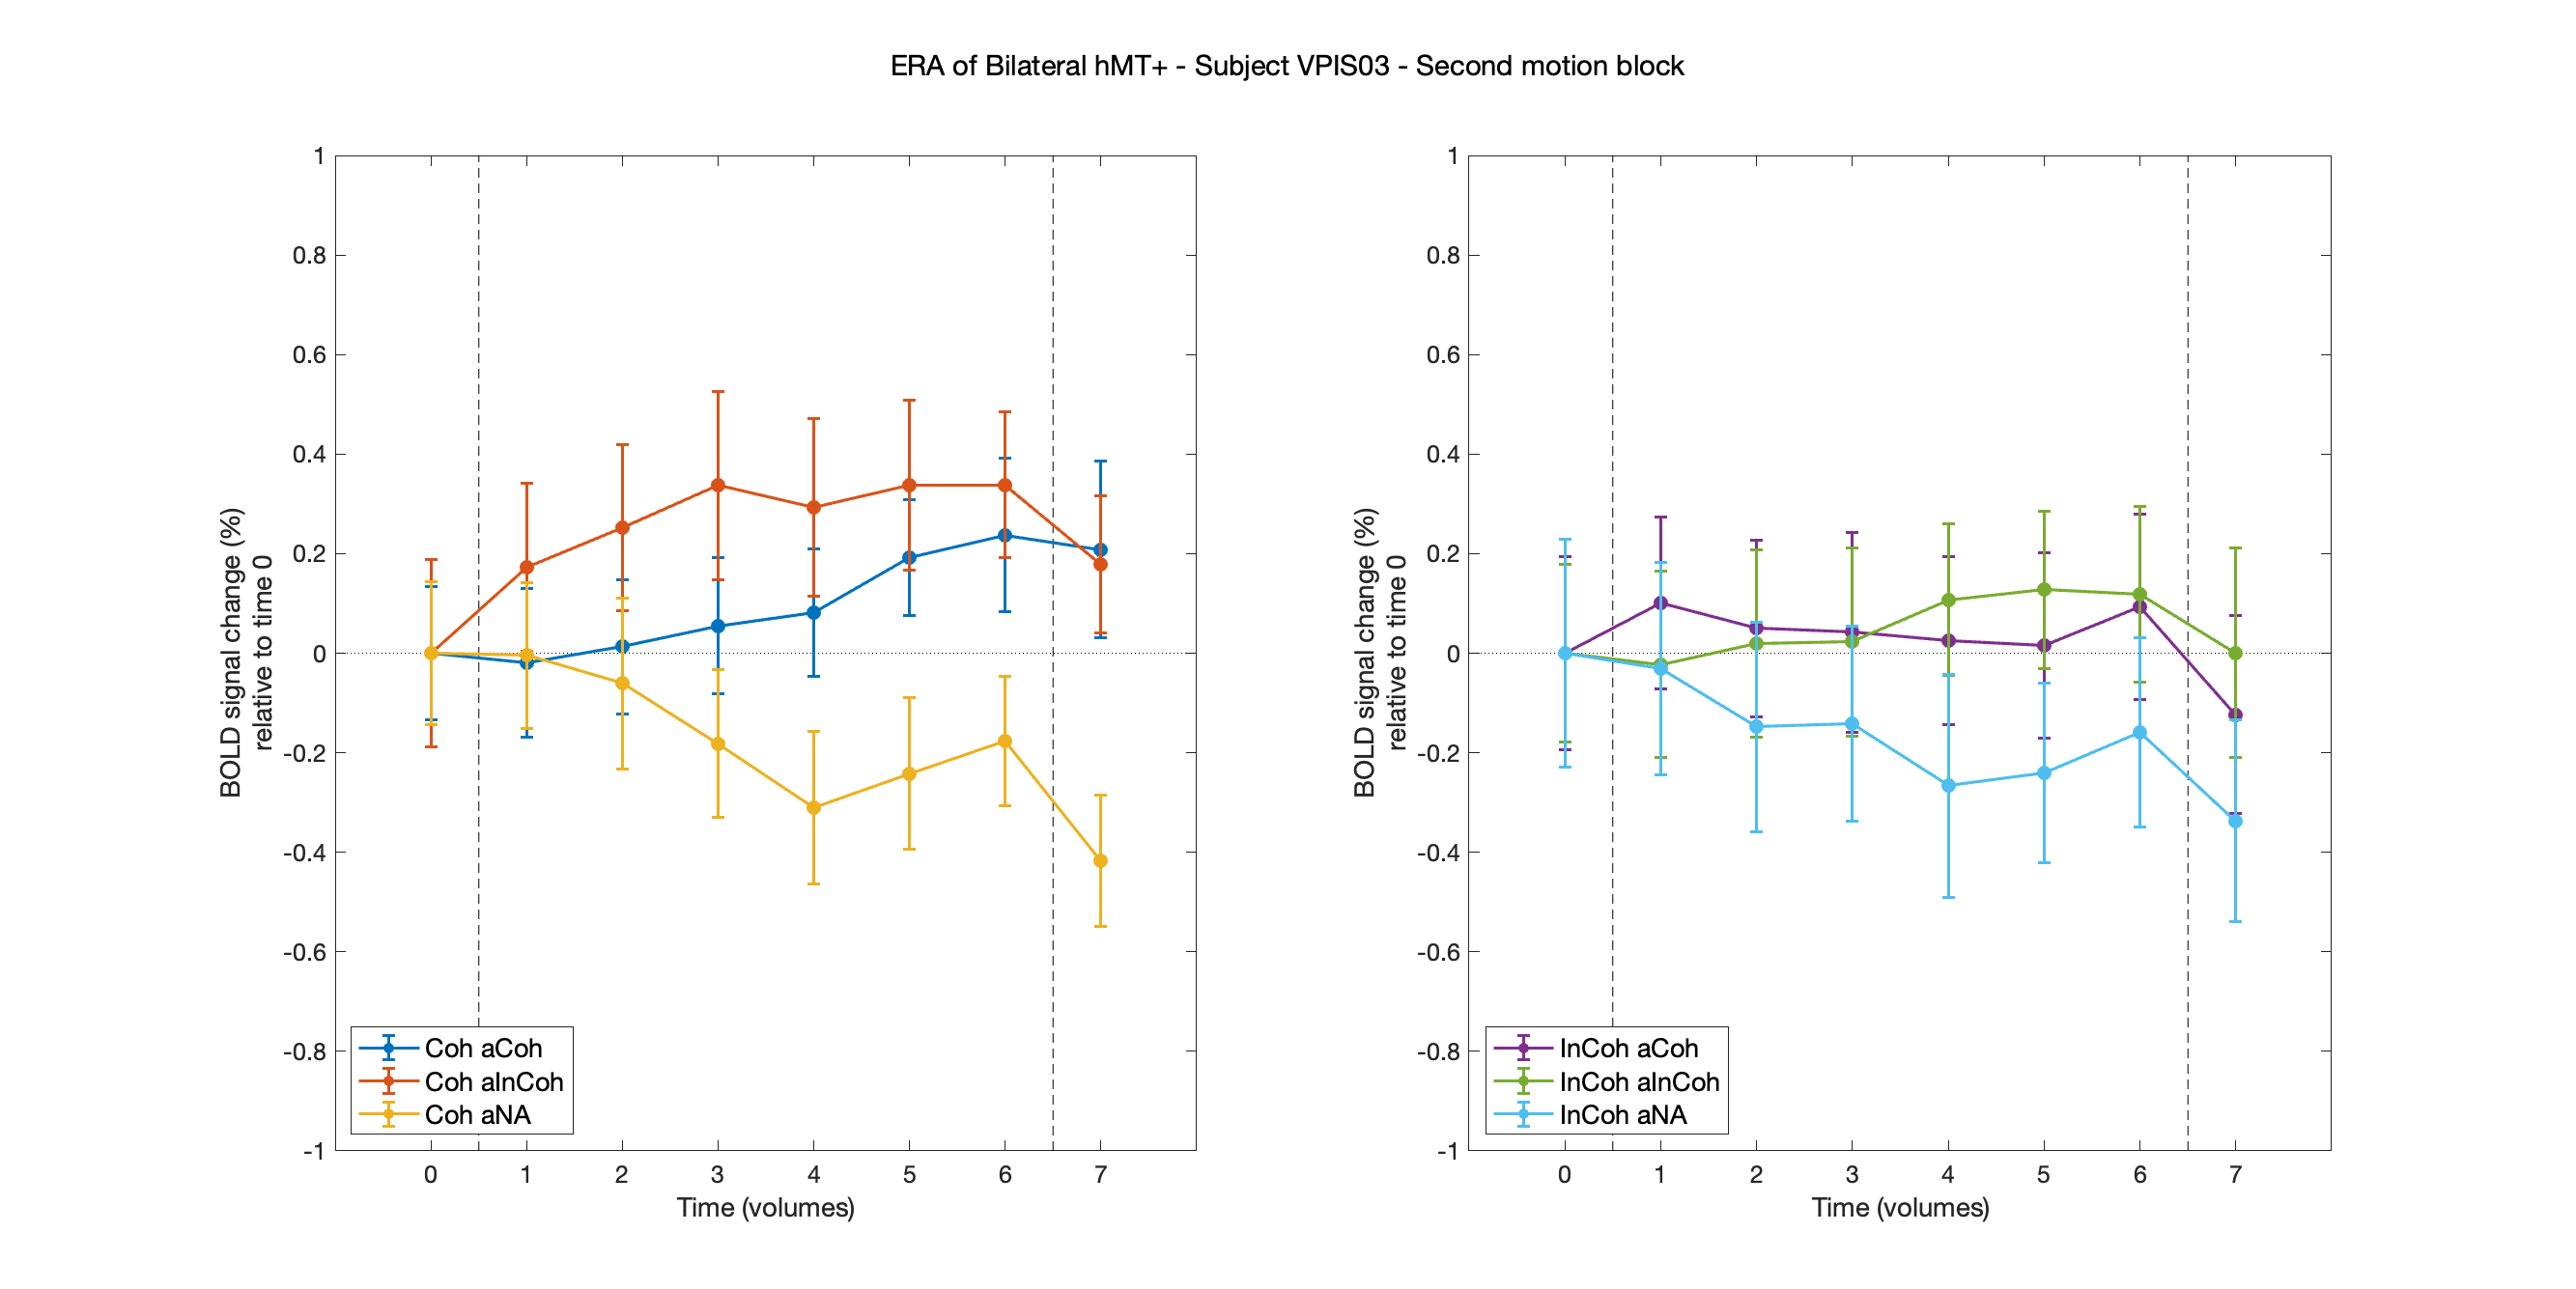 ERA of Bilateral hMT+ - Subject VPIS03 - Second motion block
BOLD signal change (%)
relative to time 0
1
0.8
0.6
0.4
0.2
0
-0.2
-0.4
-0.6
-0.8
-1
Coh aCoh
Coh aInCoh
Coh aNA
0 1 2 3 4 5 6 7
Time (volumes)
BOLD signal change (%)
relative to time 0
1
0.8
0.6
0.4
0.2
0
-0.2
-0.4
-0.6
-0.8
-1
InCoh aCoh
InCoh aInCoh
InCoh aNA
0 1 2 3 4 5 6 7
Time (volumes)